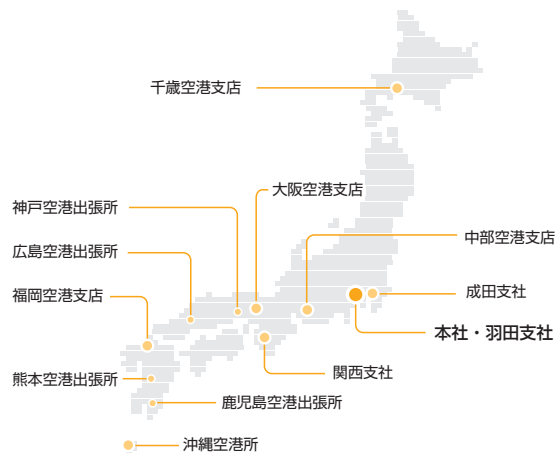 千歳空港支店
大阪空港支店
神戸空港出張所
中部空港支店
広島空港出張所
成田支社
福岡空港支店
本社・羽田支社
関西支社
熊本空港出張所
鹿児島空港出張所
沖縄空港所